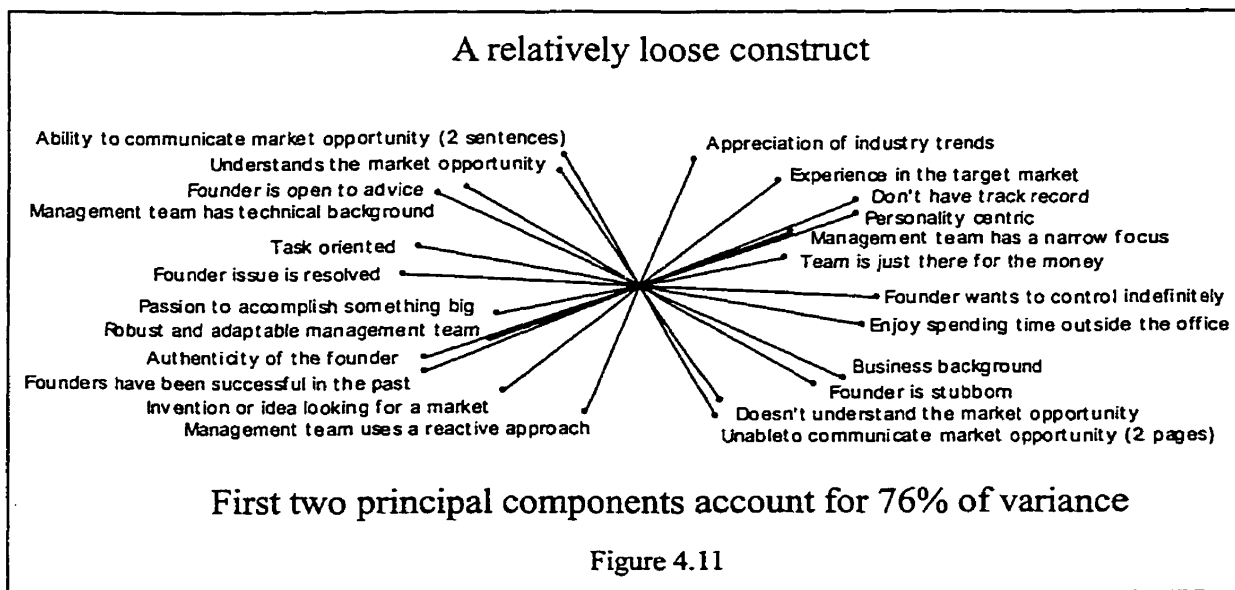 A relatively loose construct
Ability to communicate market opportunity (2 sentences)
Understands the market opportunity
Founder is open to advice
Management team has technical background
Task oriented
Founder issue is resolved
Passion to accomplish something big
Robust and adaptable management team
Authenticity of the founder
Founders have been successful in the past
Invention or idea looking for a market
Management team uses a reactive approach
Appreciation of industry trends
Experience in the target market
Don't have track record
Personality centric
Management team has a narrow focus
Team is just there for the money
Founder wants to control indefinitely
Enjoy spending time outside the office
Business background
Founder is stubborn
Doesn't understand the market opportunity
Unableto communicate market opportunity (2 pages)
First two principal components account for 76% of variance
Figure 4.11